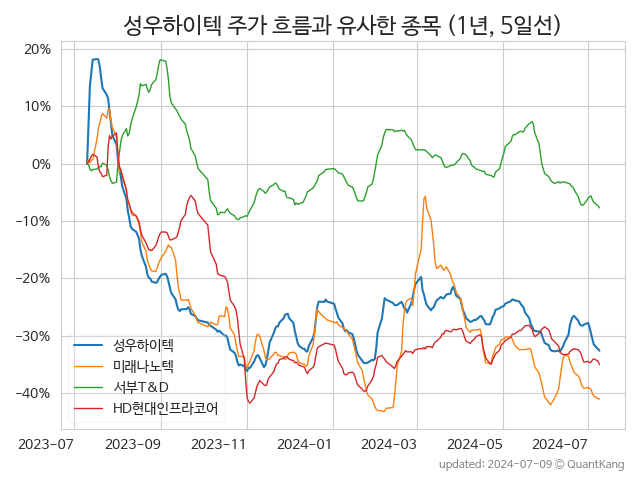 성우하이텍 주가 흐름과 유사한 종목 (1년, 5일선)
20%
10%
0%
−10%
−20%
−30%
−40%
성우하이텍
미래나노텍
서부T&D
HD현대인프라코어
2023-07
2023-09
2023-11
2024-01
2024-03
2024-05
2024-07
updated: 2024-07-09 © QuantKang